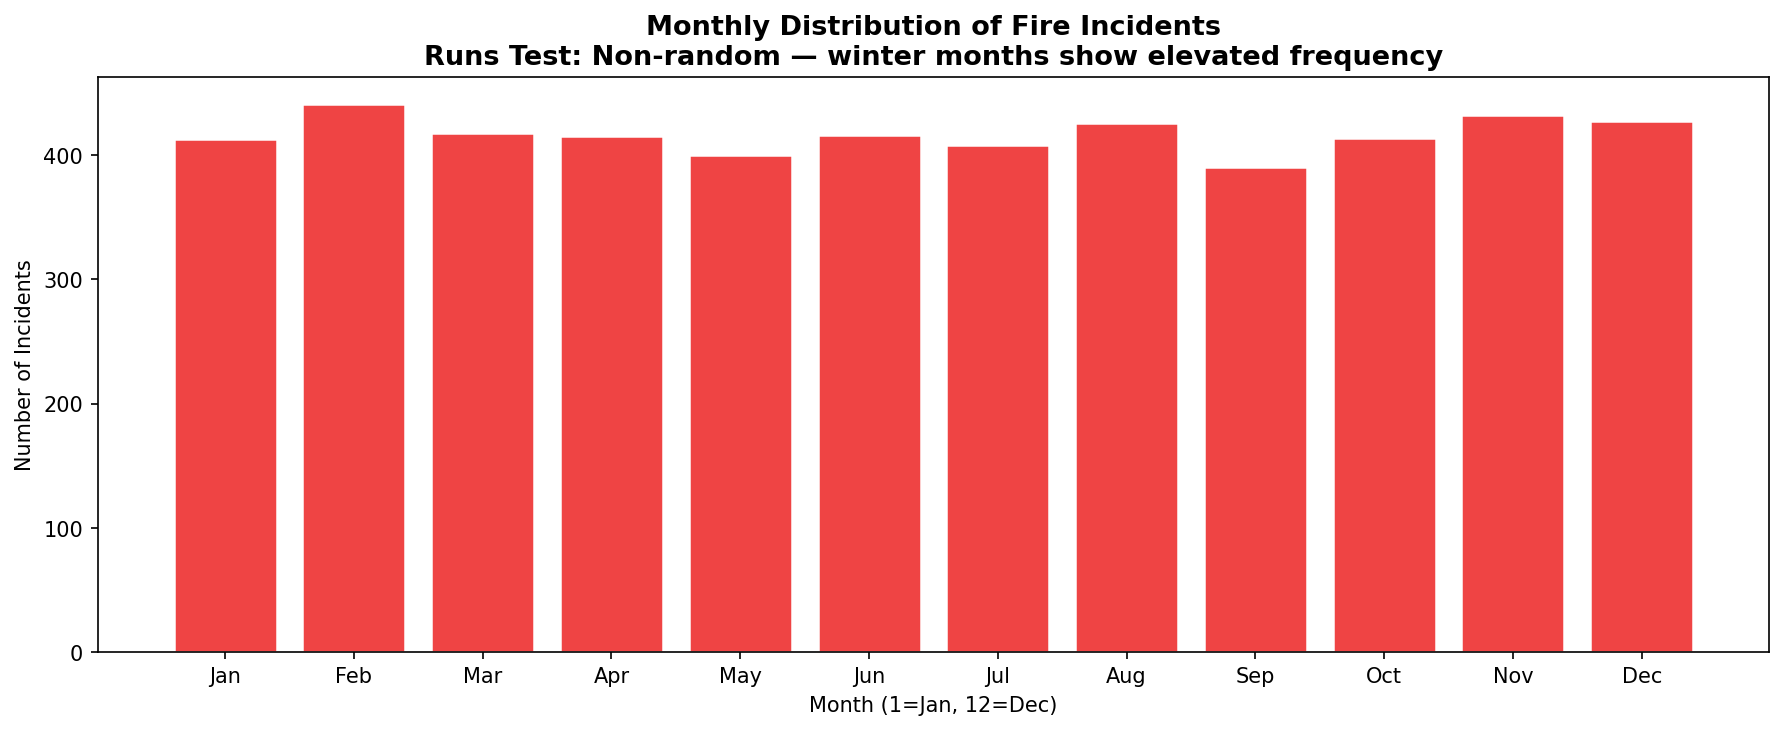 Monthly Distribution of Fire Incidents
Runs Test: Non-random — winter months show elevated frequency
Number of Incidents
400
300
200
100
0
Jan Feb Mar Apr May Jun Jul Aug Sep Oct Nov Dec
Month (1=Jan, 12=Dec)